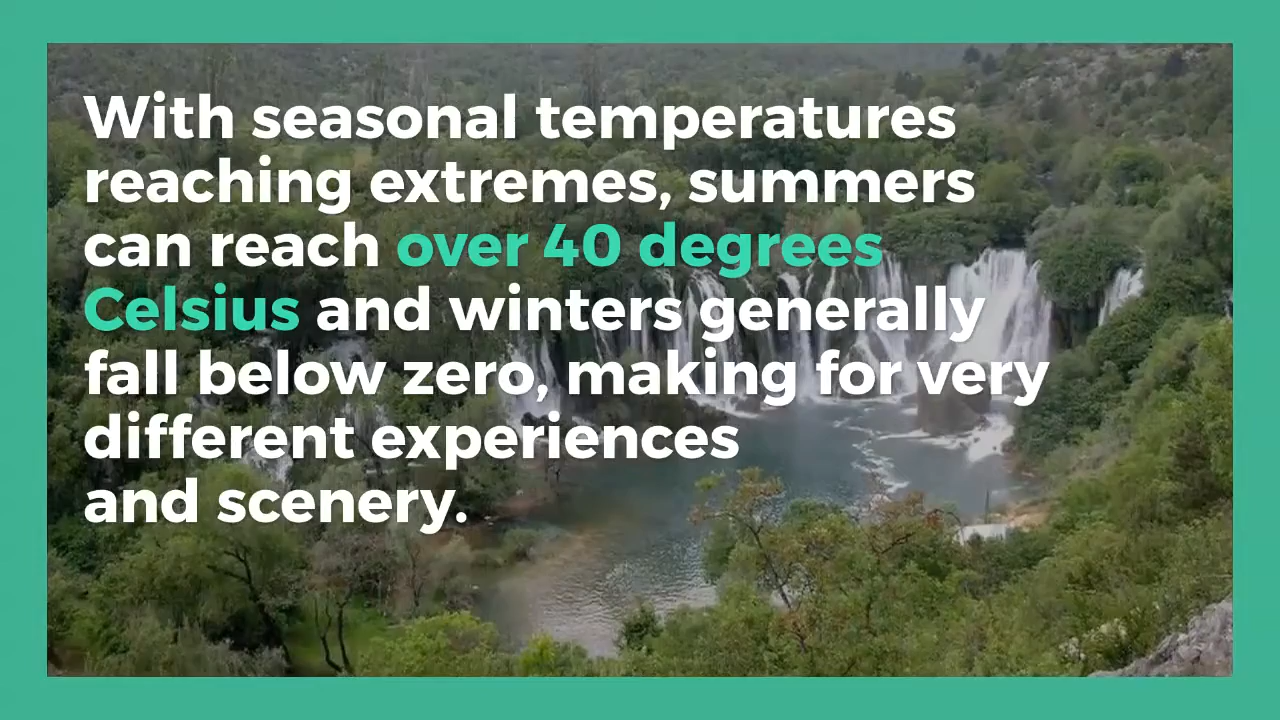 With seasonal temperatures
reaching extremes, summers
can reach over 40 degrees
Celsius and winters generally
fall below zero, making for very
different experiences
and scenery.